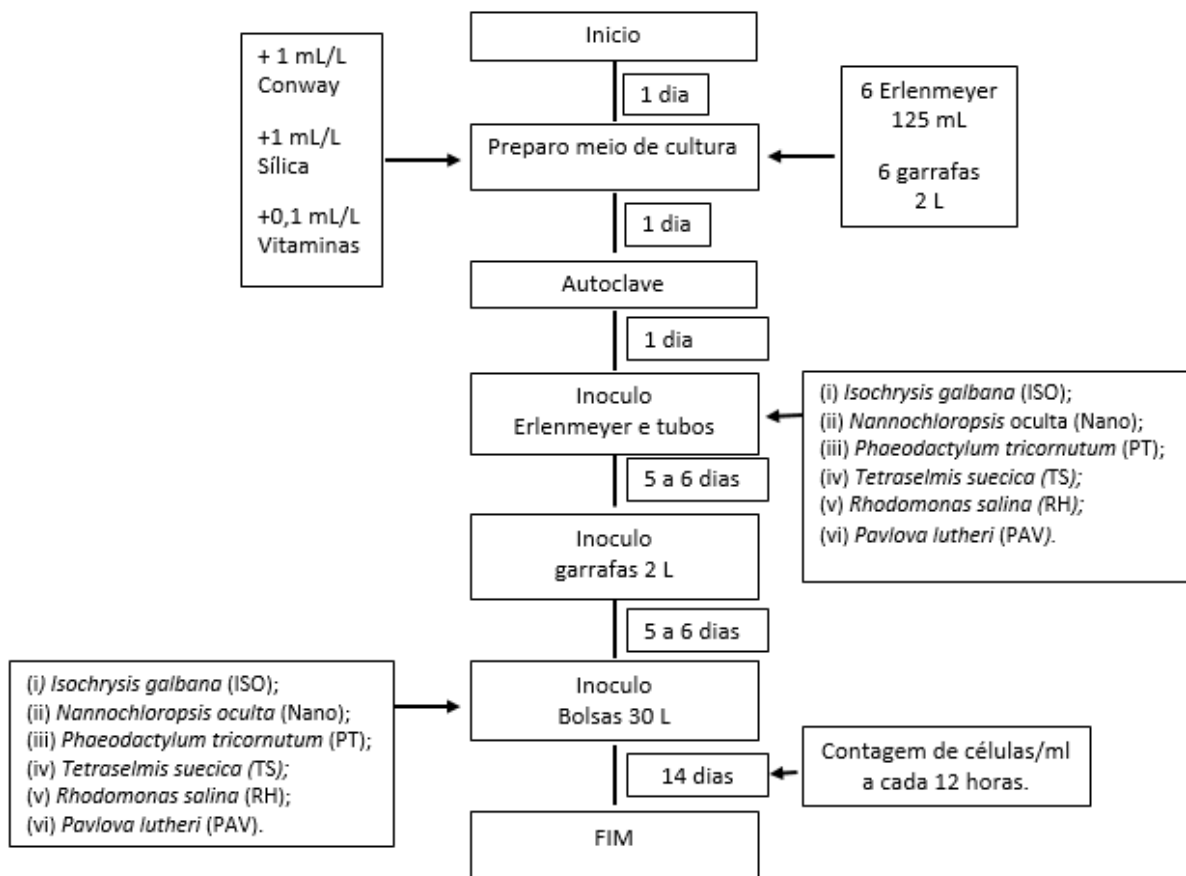 Inicio
1 dia
+ 1 mL/L
Conway
+1 mL/L
Sílica
+0,1 mL/L
Vitaminas
Preparo meio de cultura
6 Erlenmeyer
125 mL
6 garrafas
2 L
1 dia
Autoclave
1 dia
Inoculo
Erlenmeyer e tubos
(i) Isochrysis galbana (ISO);
(ii) Nannochloropsis oculta (Nano);
(iii) Phaeodactylum tricornutum (PT);
(iv) Tetraselmis suecica (TS);
(v) Rhodomonas salina (RH);
(vi) Pavlova lutheri (PAV).
5 a 6 dias
Inoculo
garrafas 2 L
5 a 6 dias
(i) Isochrysis galbana (ISO);
(ii) Nannochloropsis oculta (Nano);
(iii) Phaeodactylum tricornutum (PT);
(iv) Tetraselmis suecica (TS);
(v) Rhodomonas salina (RH);
(vi) Pavlova lutheri (PAV).
Inoculo
Bolsas 30 L
14 dias
Contagem de células/ml
a cada 12 horas.
FIM